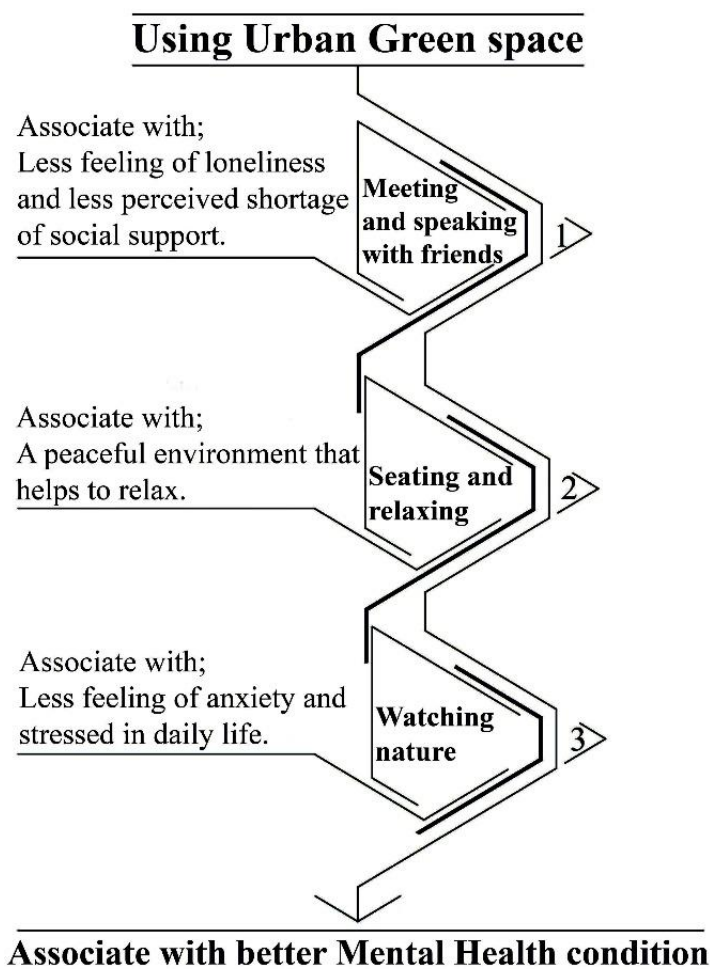 Using Urban Green space
Associate with;
Less feeling of loneliness
and less perceived shortage
of social support.
Meeting
and speaking
with friends
1
Associate with;
A peaceful environment that
helps to relax.
Seating and
relaxing
2
Associate with;
Less feeling of anxiety and
stressed in daily life.
Watching
nature
3
Associate with better Mental Health condition